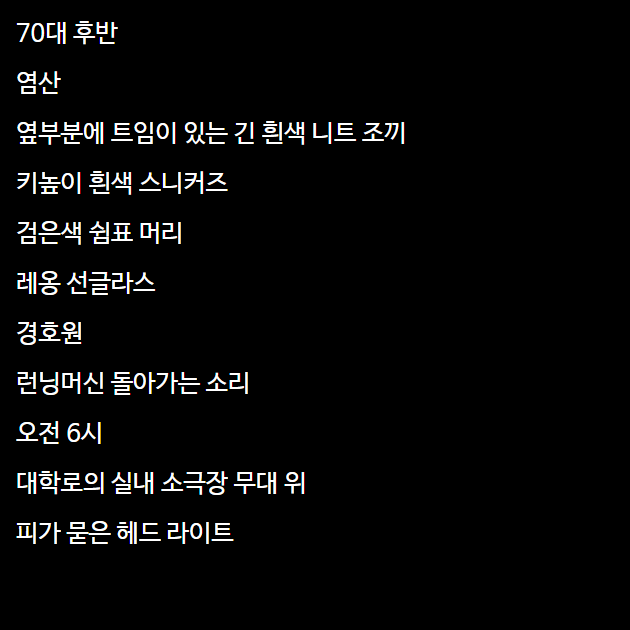 70대 후반
염산
옆부분에 트임이 있는 긴 흰색 니트 조끼
키높이 흰색 스니커즈
검은색 쉼표 머리
레옹 선글라스
경호원
런닝머신 돌아가는 소리
오전 6시
대학로의 실내 소극장 무대 위
피가 묻은 헤드 라이트